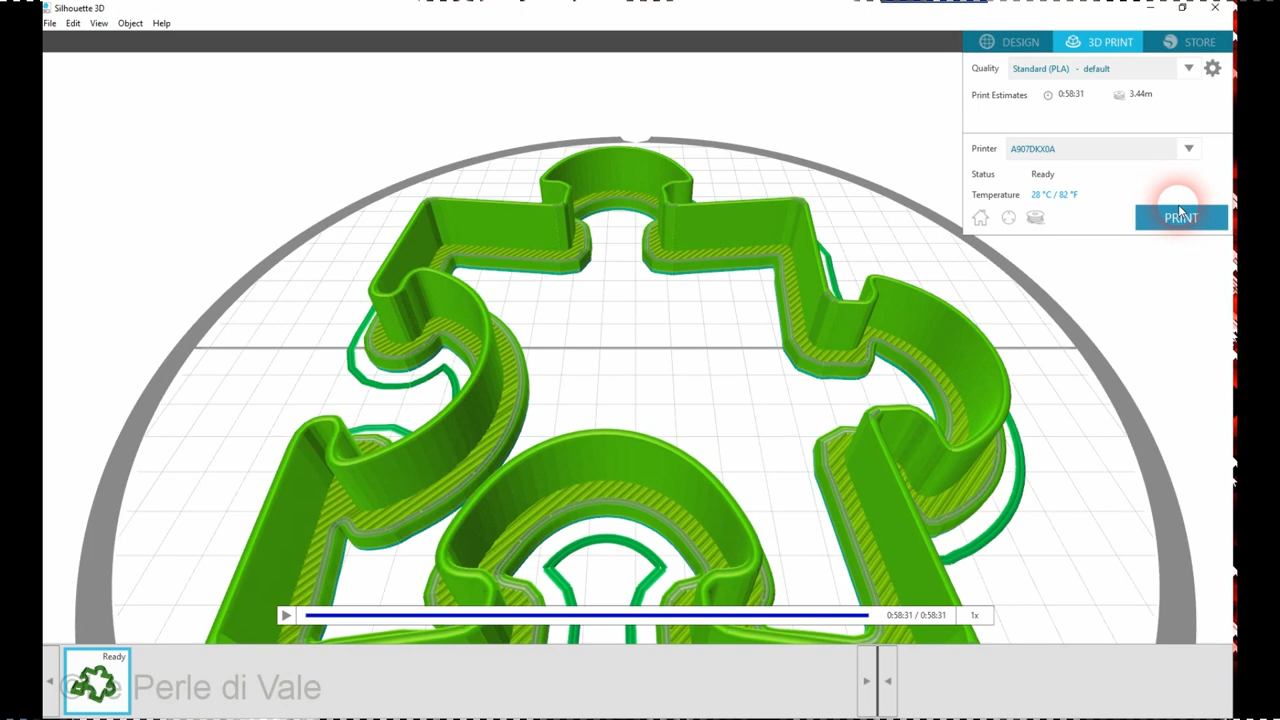 Silhouette 3D
File Edit View Object Help
DESIGN 3D PRINT STORE
Quality Standard (PLA) - default
Print Estimates 0:58:31 3.44m
Printer A907DKX0A
Status Ready
Temperature 28 °C / 82 °F
PRINT
0:58:31 / 0:58:31 1x
Ready
Perle di Vale